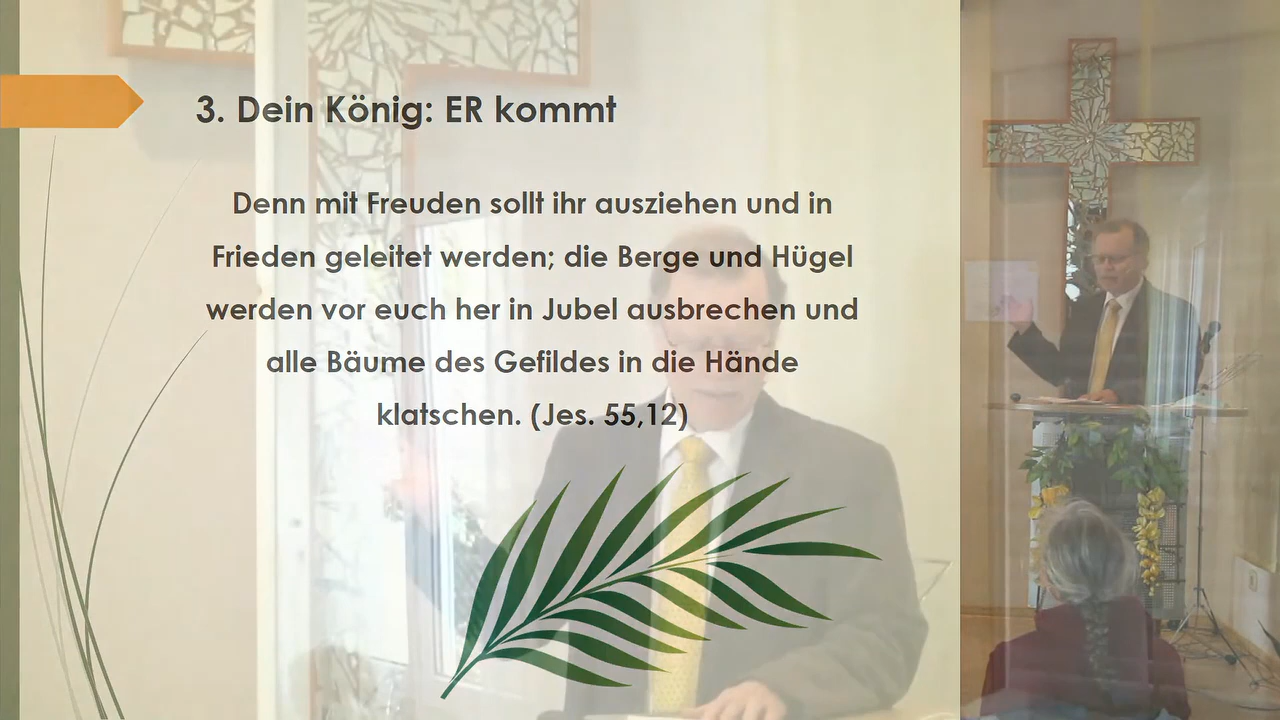 3. Dein König: ER kommt
Denn mit Freuden sollt ihr ausziehen und in
Frieden geleitet werden; die Berge und Hügel
werden vor euch her in Jubel ausbrechen und
alle Bäume des Gefildes in die Hände
klatschen. (Jes. 55,12)